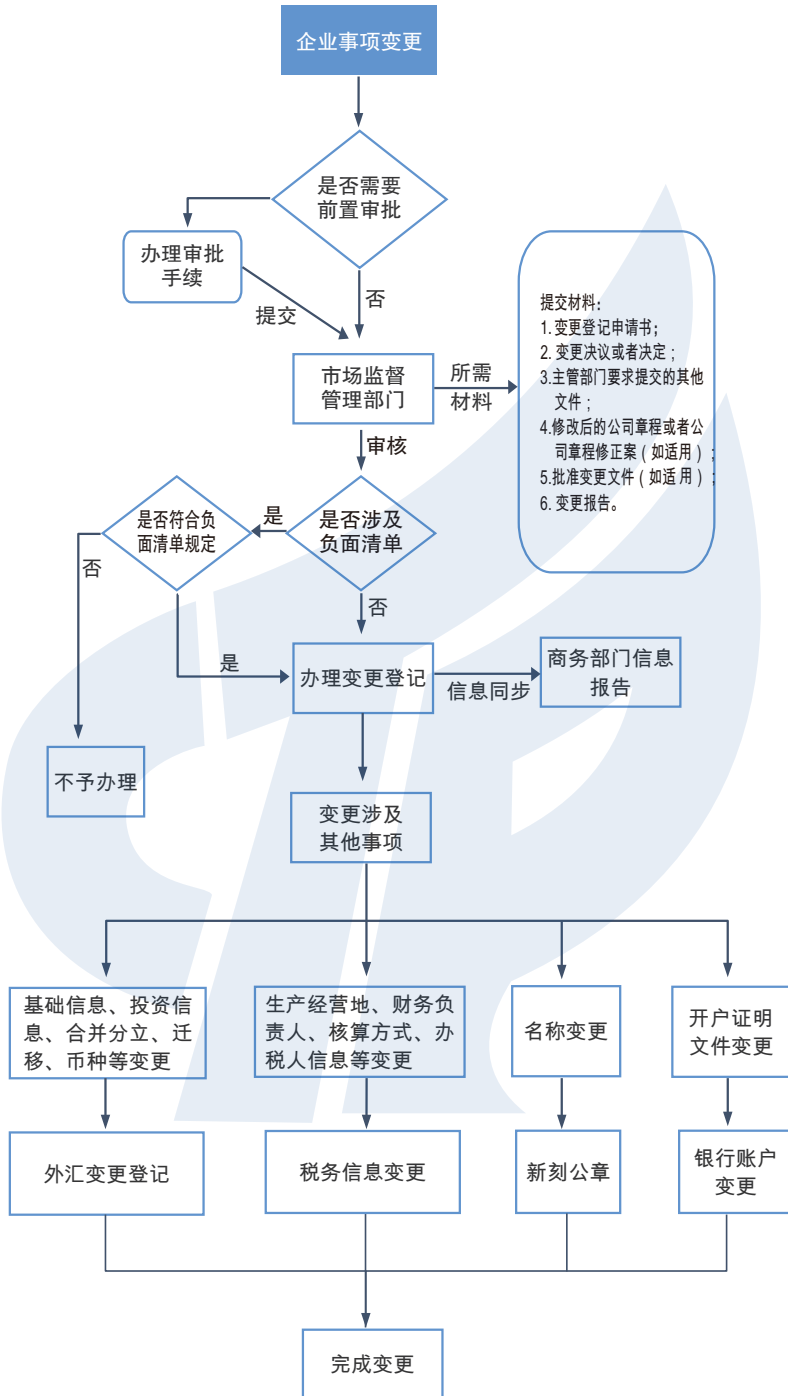 企业事项变更
是否需要
前置审批
办理审批
手续
提交
否
市场监督
管理部门
所需
材料
提交材料：
1.变更登记申请书；
2.变更决议或者决定；
3.主管部门要求提交的其他
文件；
4.修改后的公司章程或者公
司章程修正案（如适用）；
5.批准变更文件（如适用）；
6.变更报告。
审核
是否符合负
面清单规定
是
是否涉及
负面清单
否
否
是
办理变更登记
信息同步
商务部门信息
报告
不予办理
变更涉及
其他事项
基础信息、投资信
息、合并分立、迁
移、币种等变更
生产经营地、财务负
责人、核算方式、办
税人信息等变更
名称变更
开户证明
文件变更
外汇变更登记
税务信息变更
新刻公章
银行账户
变更
完成变更